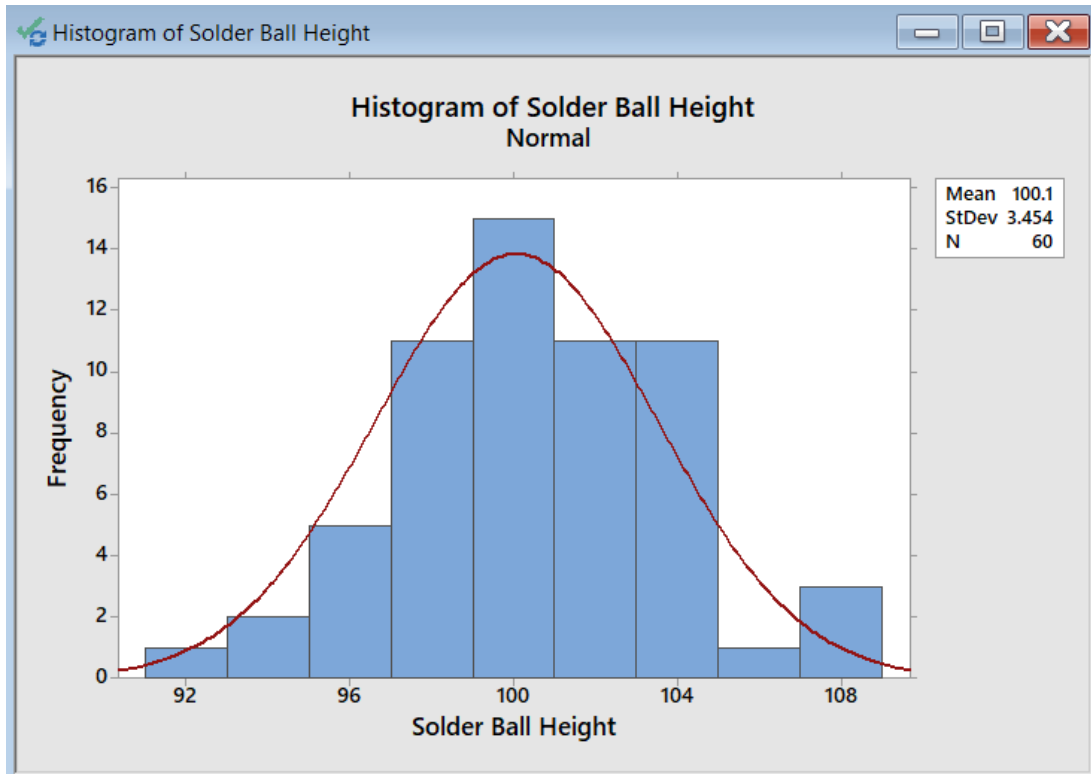 Histogram of Solder Ball Height
Histogram of Solder Ball Height
Normal
16
14
12
10
8
6
4
2
0
Frequency
92 96 100 104 108
Solder Ball Height
Mean 100.1
StDev 3.454
N 60